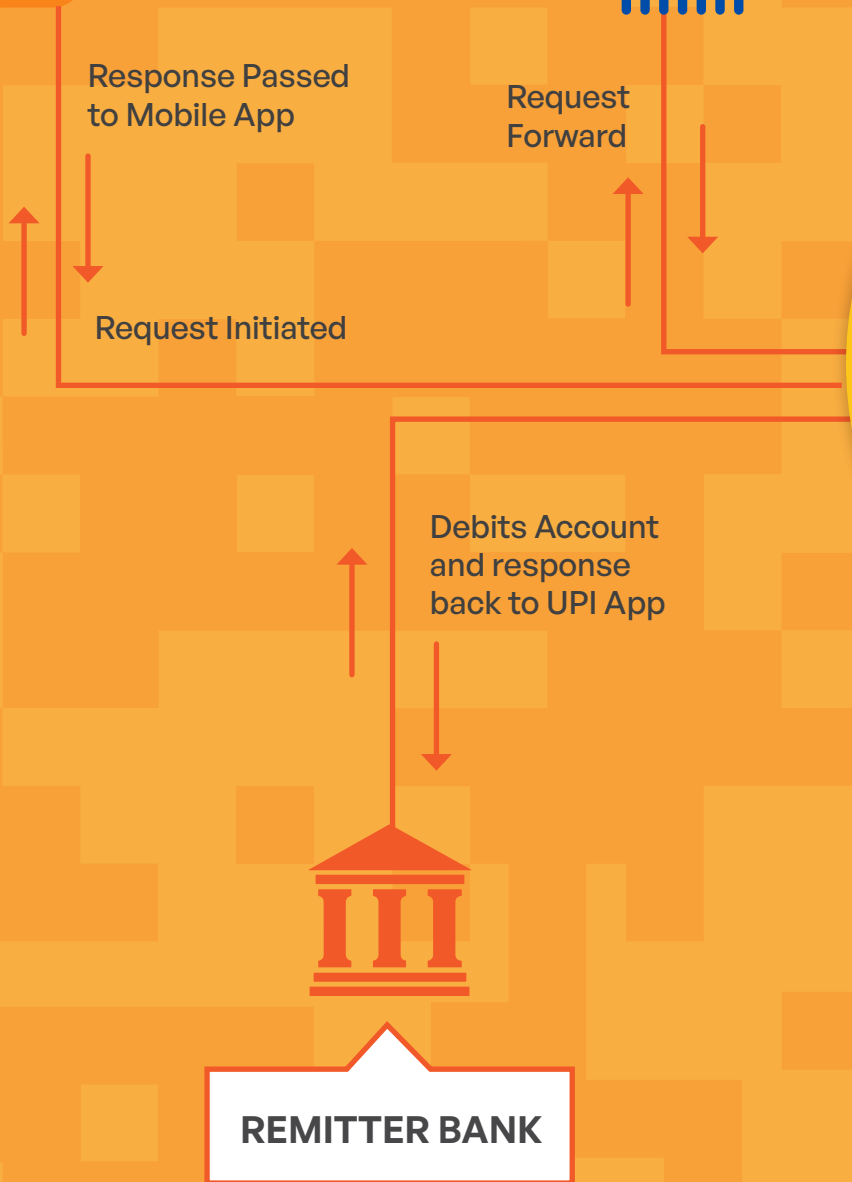 Response Passed
to Mobile App
Request
Forward
Request Initiated
Debits Account
and response
back to UPI App
REMITTER BANK